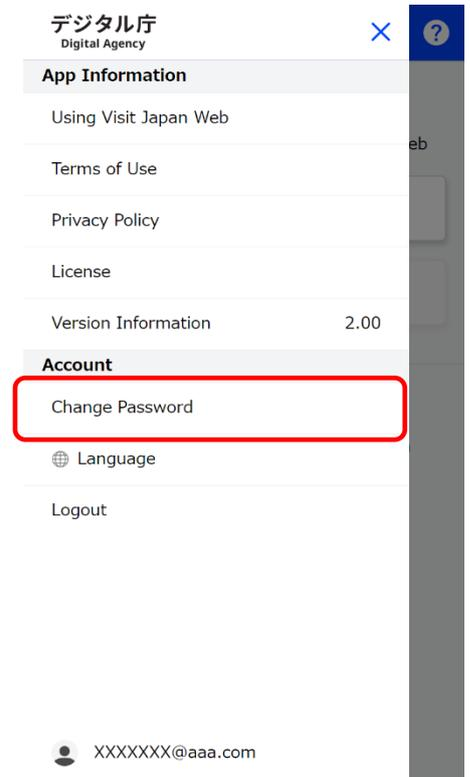 デジタル庁
Digital Agency
App Information
Using Visit Japan Web
eb
Terms of Use
Privacy Policy
License
Version Information 2.00
Account
Change Password
Language
Logout
XXXXXXX@aaa.com